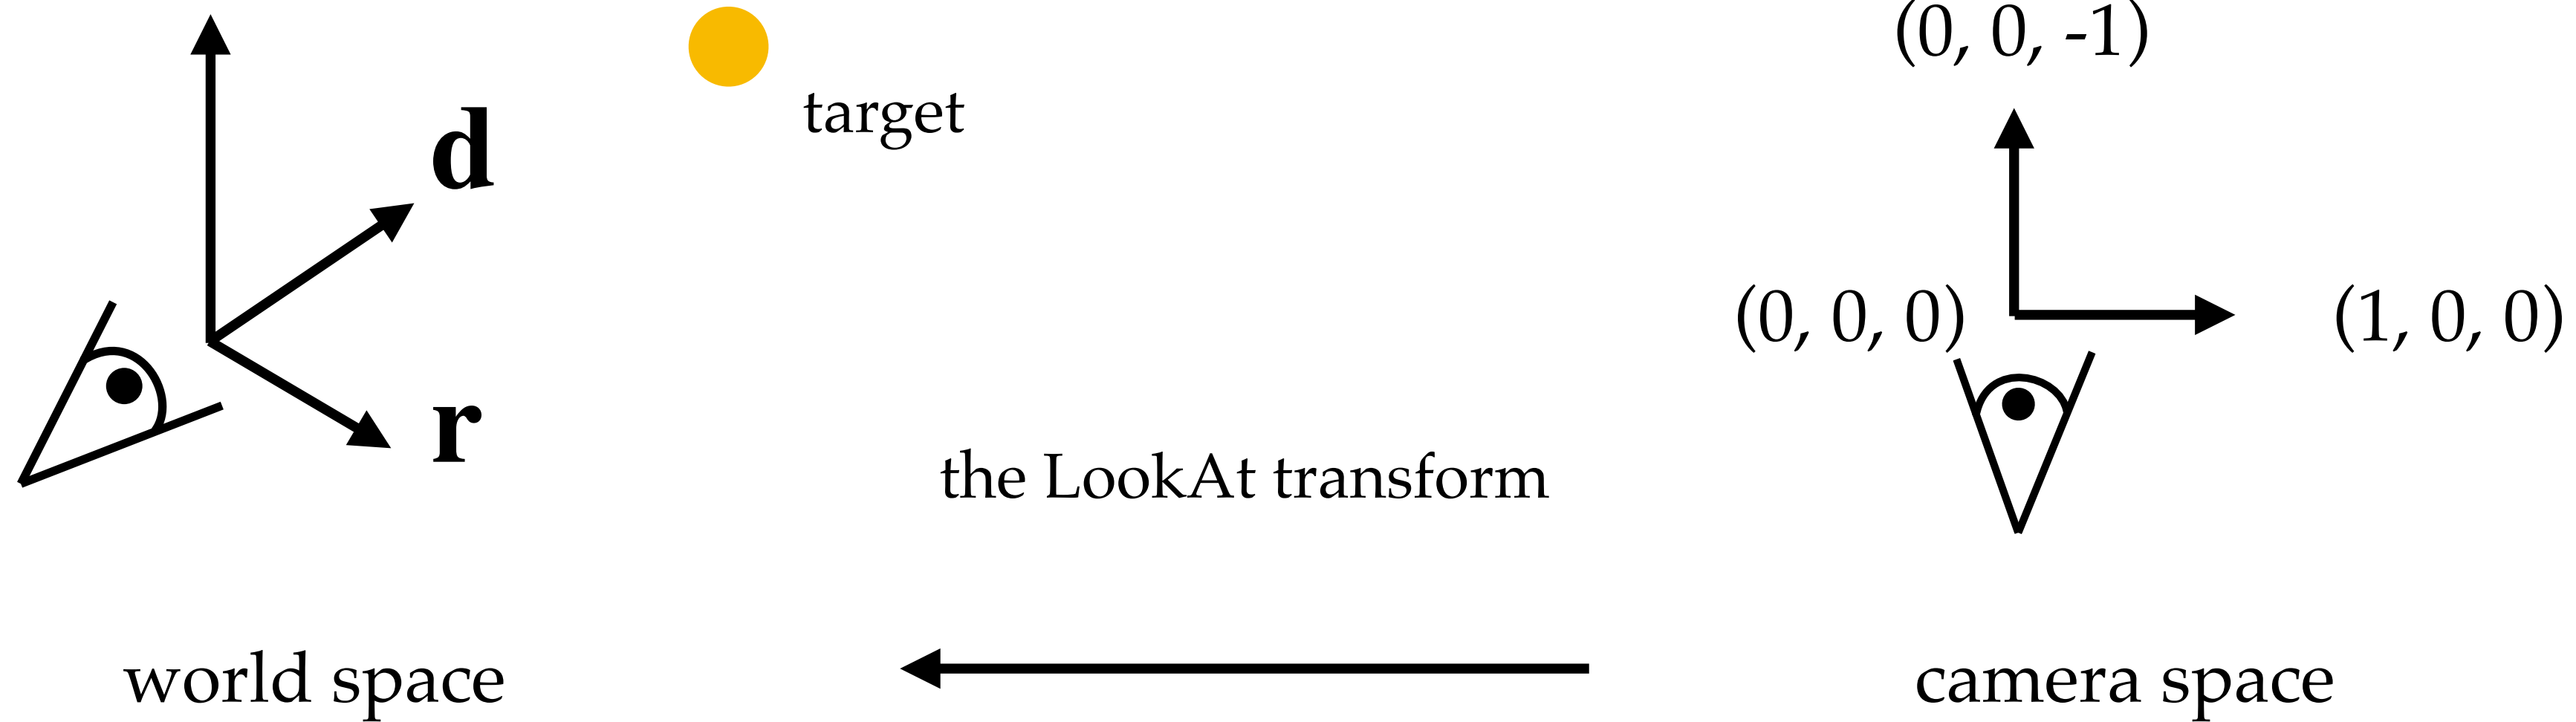 (0, 0, -1)
target
d
(0, 0, 0)
(1, 0, 0)
r
the LookAt transform
world space
camera space